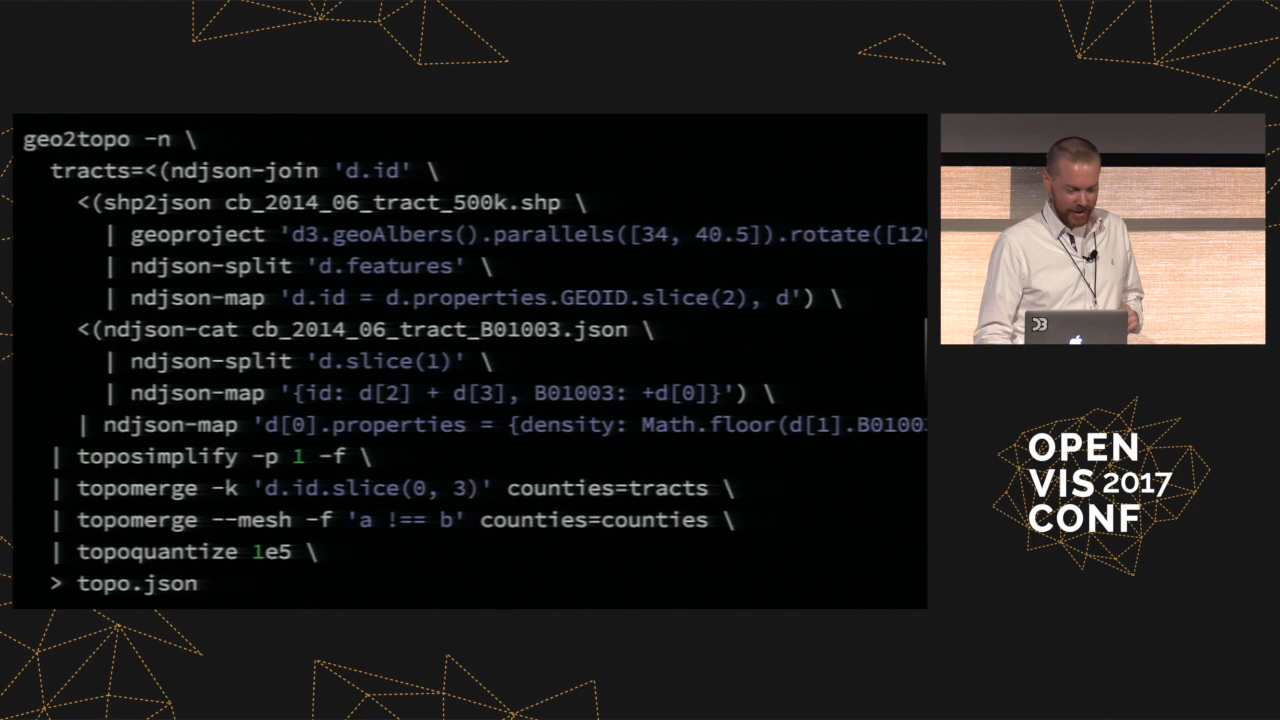 geo2topo -n \
tracts=<(ndjson-join 'd.id' \
<(shp2json cb_2014_06_tract_500k.shp \
| geoproject 'd3.geoAlbers().parallels([34, 40.5]).rotate([12
| ndjson-split 'd.features' \
| ndjson-map 'd.id = d.properties.GEOID.slice(2), d') \
<(ndjson-cat cb_2014_06_tract_B01003.json \
| ndjson-split 'd.slice(1)' \
| ndjson-map '{id: d[2] + d[3], B01003: +d[0]}') \
| ndjson-map 'd[0].properties = {density: Math.floor(d[1].B0100
| toposimplify -p 1 -f \
| topomerge -k 'd.id.slice(0, 3)' counties=tracts \
| topomerge --mesh -f 'a !== b' counties=counties \
| topoquantize 1e5 \
> topo.json
OPEN
VIS 2017
CONF